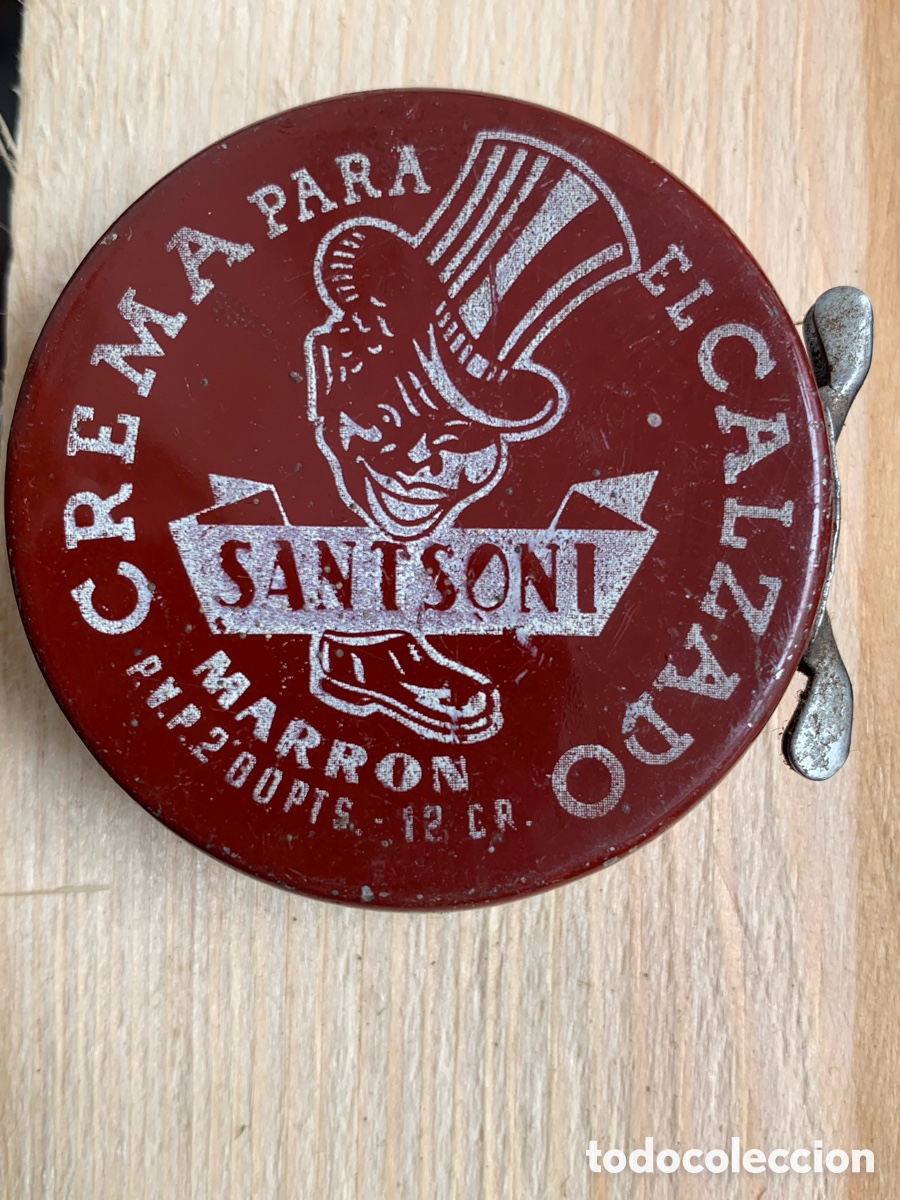 CREMA PARA EL CALZADO
SANTSONI
MARRON
P.V.P. 2'00 PTS. - 12 GR.
todocoleccion